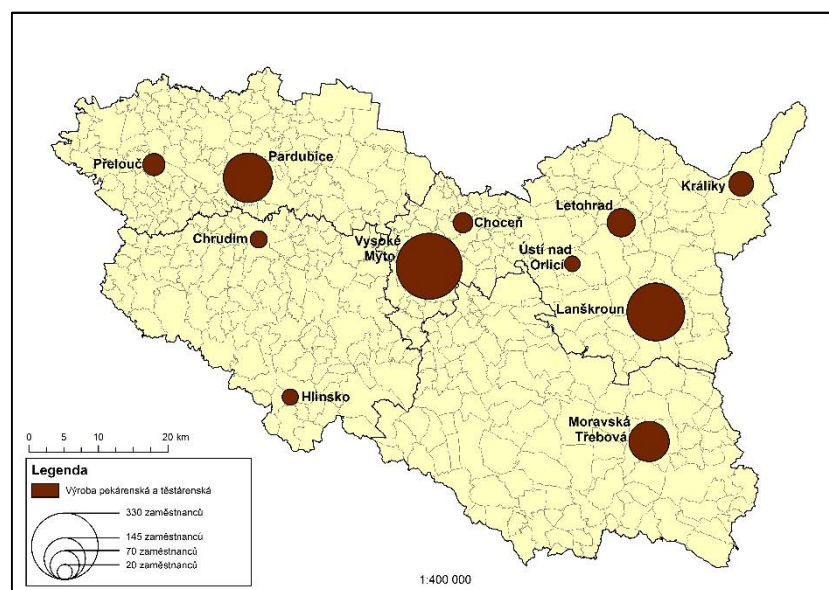 Přelouč
Pardubice
Králíky
Letohrad
Choceň
Chrudim
Vysoké
Mýto
Ústí nad
Orlicí
Lanškroun
Hlinsko
Moravská
Třebová
0 5 10 20 km
Legenda
Výroba pekárenská a těstárenská
330 zaměstnanců
145 zaměstnanců
70 zaměstnanců
20 zaměstnanců
1:400 000